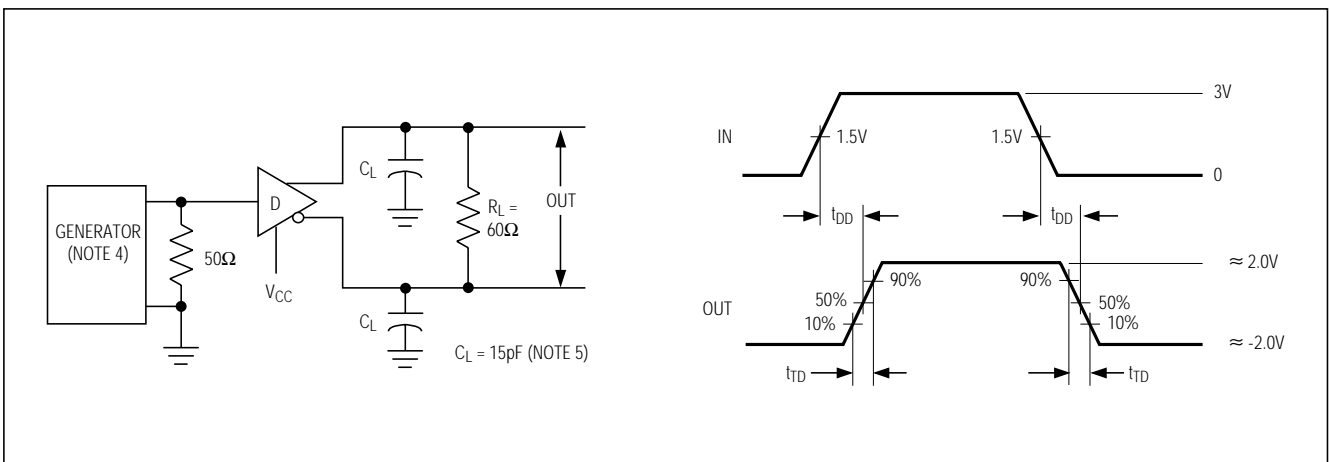 GENERATOR
(NOTE 4)
50Ω
D
VCC
CL
CL
RL =
60Ω
OUT
CL = 15pF (NOTE 5)
IN
1.5V
1.5V
3V
0
tDD
tDD
OUT
90%
50%
10%
90%
50%
10%
≈ 2.0V
≈ -2.0V
tTD
tTD